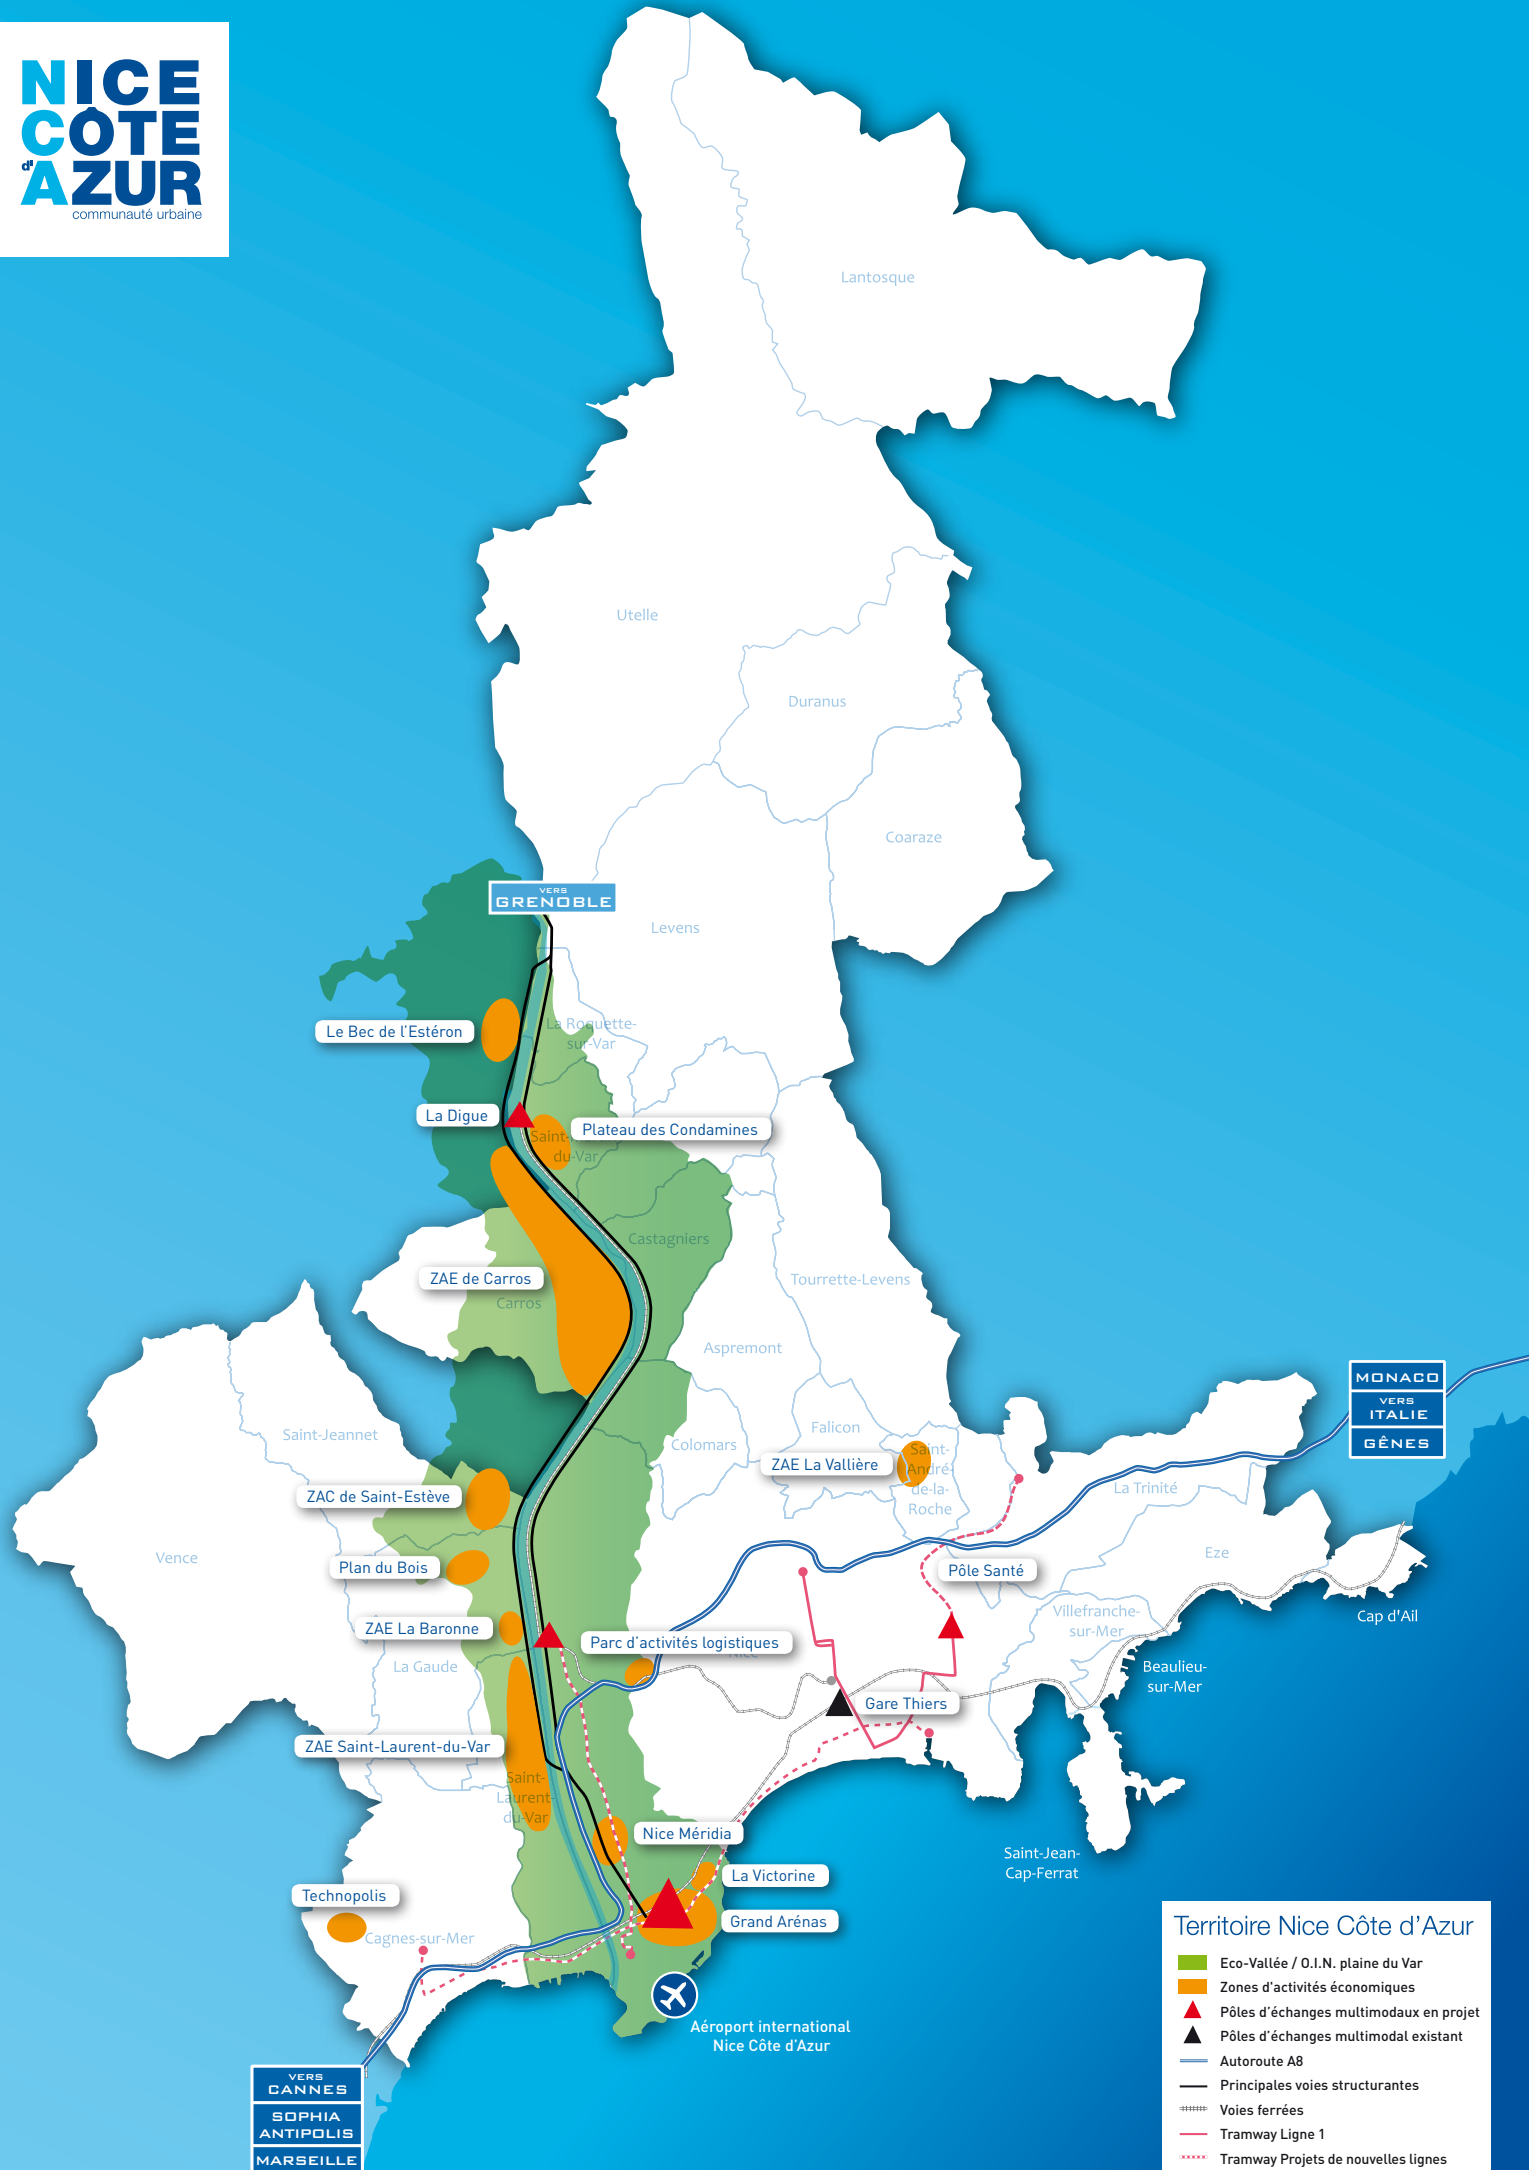 NICE
CÔTE
d'AZUR
communauté urbaine
Lantosque
Utelle
Duranus
Coaraze
VERS
GRENOBLE
Levens
Le Bec de l'Estéron
La Roquette-
sur-Var
La Digue
Plateau des Condamines
Saint-
du-Var
Castagniers
ZAE de Carros
Carros
Tourrette-Levens
Aspremont
MONACO
VERS
ITALIE
GÊNES
Saint-Jeannet
Falicon
Colomars
ZAE La Vallière
Saint-
André-
de-la-
Roche
La Trinité
ZAC de Saint-Estève
Vence
Eze
Plan du Bois
Pôle Santé
Villefranche-
sur-Mer
Cap d'Ail
ZAE La Baronne
Parc d'activités logistiques
Nice
La Gaude
Beaulieu-
sur-Mer
Gare Thiers
ZAE Saint-Laurent-du-Var
Saint-
Laurent-
du-Var
Nice Méridia
Saint-Jean-
Cap-Ferrat
La Victorine
Technopolis
Grand Arénas
Cagnes-sur-Mer
Aéroport international
Nice Côte d'Azur
VERS
CANNES
SOPHIA
ANTIPOLIS
MARSEILLE
Territoire Nice Côte d'Azur
Eco-Vallée / O.I.N. plaine du Var
Zones d'activités économiques
Pôles d'échanges multimodaux en projet
Pôles d'échanges multimodal existant
Autoroute A8
Principales voies structurantes
Voies ferrées
Tramway Ligne 1
Tramway Projets de nouvelles lignes